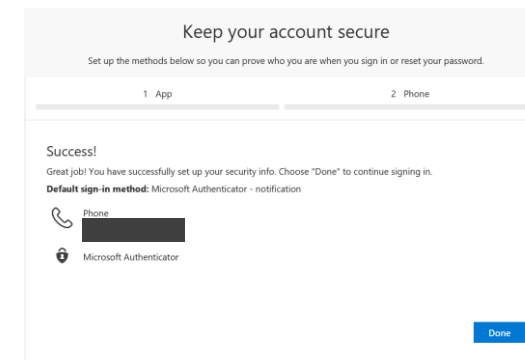 Keep your account secure
Set up the methods below so you can prove who you are when you sign in or reset your password.
1 App
2 Phone
Success!
Great job! You have successfully set up your security info. Choose "Done" to continue signing in.
Default sign-in method: Microsoft Authenticator - notification
Phone
Microsoft Authenticator
Done